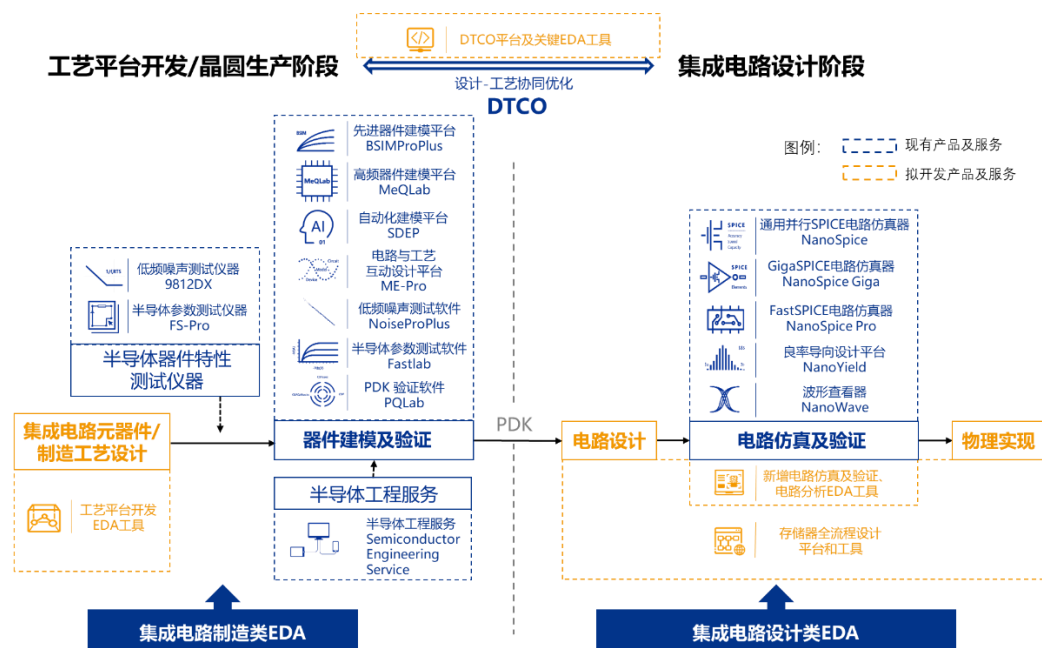 DTCO平台及关键EDA工具
工艺平台开发/晶圆生产阶段
集成电路设计阶段
设计-工艺协同优化
DTCO
图例：
现有产品及服务
拟开发产品及服务
先进器件建模平台
BSIMProPlus
MeQLab
高频器件建模平台
MeQLab
AI
01
自动化建模平台
SDEP
电路与工艺
互动设计平台
ME-Pro
低频噪声测试软件
NoiseProPlus
半导体参数测试软件
Fastlab
PDK 验证软件
PQLab
低频噪声测试仪器
9812DX
半导体参数测试仪器
FS-Pro
半导体器件特性
测试仪器
SPICE
通用并行SPICE电路仿真器
NanoSpice
SPICE
GigaSPICE电路仿真器
NanoSpice Giga
FastSPICE电路仿真器
NanoSpice Pro
良率导向设计平台
NanoYield
波形查看器
NanoWave
集成电路元器件/
制造工艺设计
器件建模及验证
PDK
电路设计
电路仿真及验证
物理实现
工艺平台开发
EDA工具
半导体工程服务
半导体工程服务
Semiconductor
Engineering
Service
新增电路仿真及验证、
电路分析EDA工具
存储器全流程设计
平台和工具
集成电路制造类EDA
集成电路设计类EDA